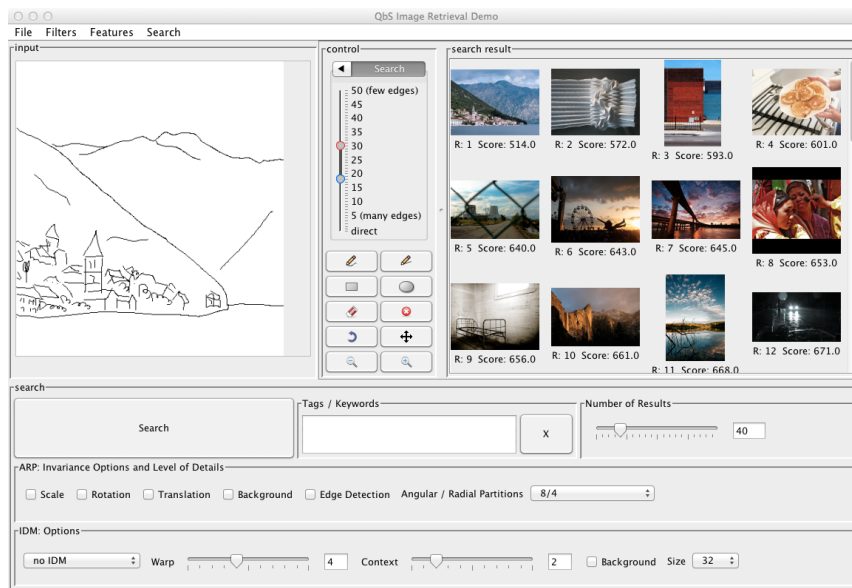 QbS Image Retrieval Demo
File Filters Features Search
input
control
Search
50 (few edges)
45
40
35
30
25
20
15
10
5 (many edges)
direct
search result
R: 1 Score: 514.0
R: 2 Score: 572.0
R: 3 Score: 593.0
R: 4 Score: 601.0
R: 5 Score: 640.0
R: 6 Score: 643.0
R: 7 Score: 645.0
R: 8 Score: 653.0
R: 9 Score: 656.0
R: 10 Score: 661.0
R: 11 Score: 668.0
R: 12 Score: 671.0
search
Search
Tags / Keywords
X
Number of Results
40
ARP: Invariance Options and Level of Details
Scale Rotation Translation Background Edge Detection Angular / Radial Partitions 8/4
IDM: Options
no IDM Warp 4 Context 2 Background Size 32